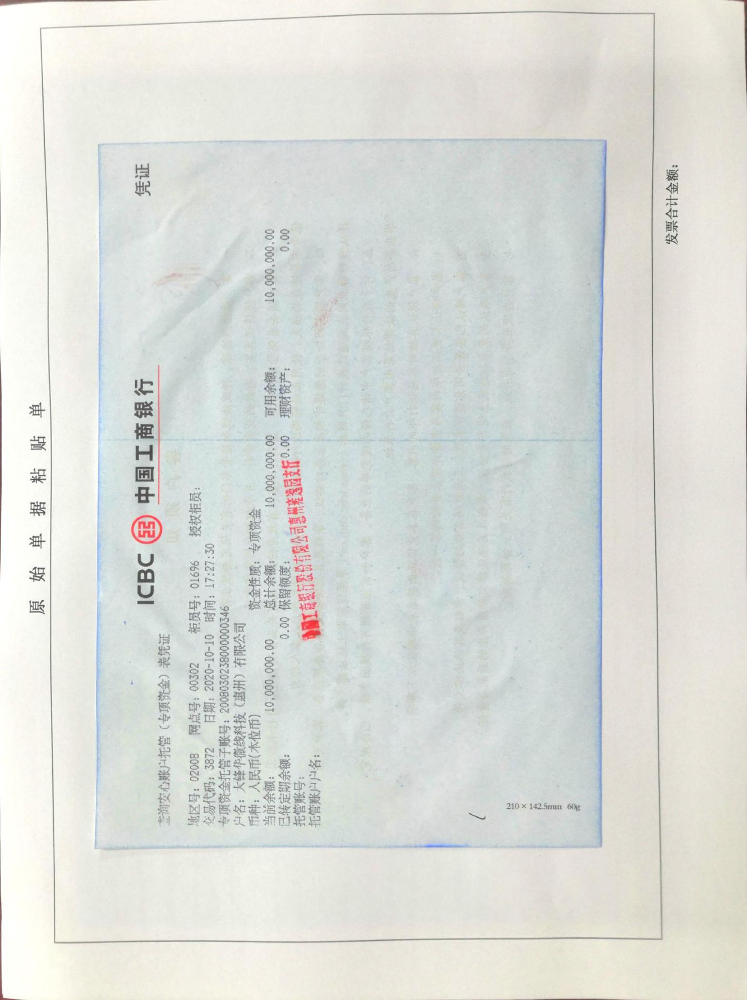 原始单据粘贴单
ICBC 中国工商银行
凭证
查询安心账户托管（专项资金）表凭证
地区号：02008 网点号：00302 柜员号：01696 授权柜员：
交易代码：3872 日期：2020-10-10 时间：17:27:30
专项资金托管子账号：2008030238000000346
户名：大锋华微线科技（惠州）有限公司
币种：人民币(本位币) 资金性质：专项资金
当前余额： 10,000,000.00 总计余额： 10,000,000.00 可用余额： 10,000,000.00
已转定期余额： 0.00 保留额度： 0.00 理财资产： 0.00
托管账号：
托管账户户名：
中国工商银行股份有限公司惠州雍逸园支行
210×142.5mm 60g
发票合计金额：